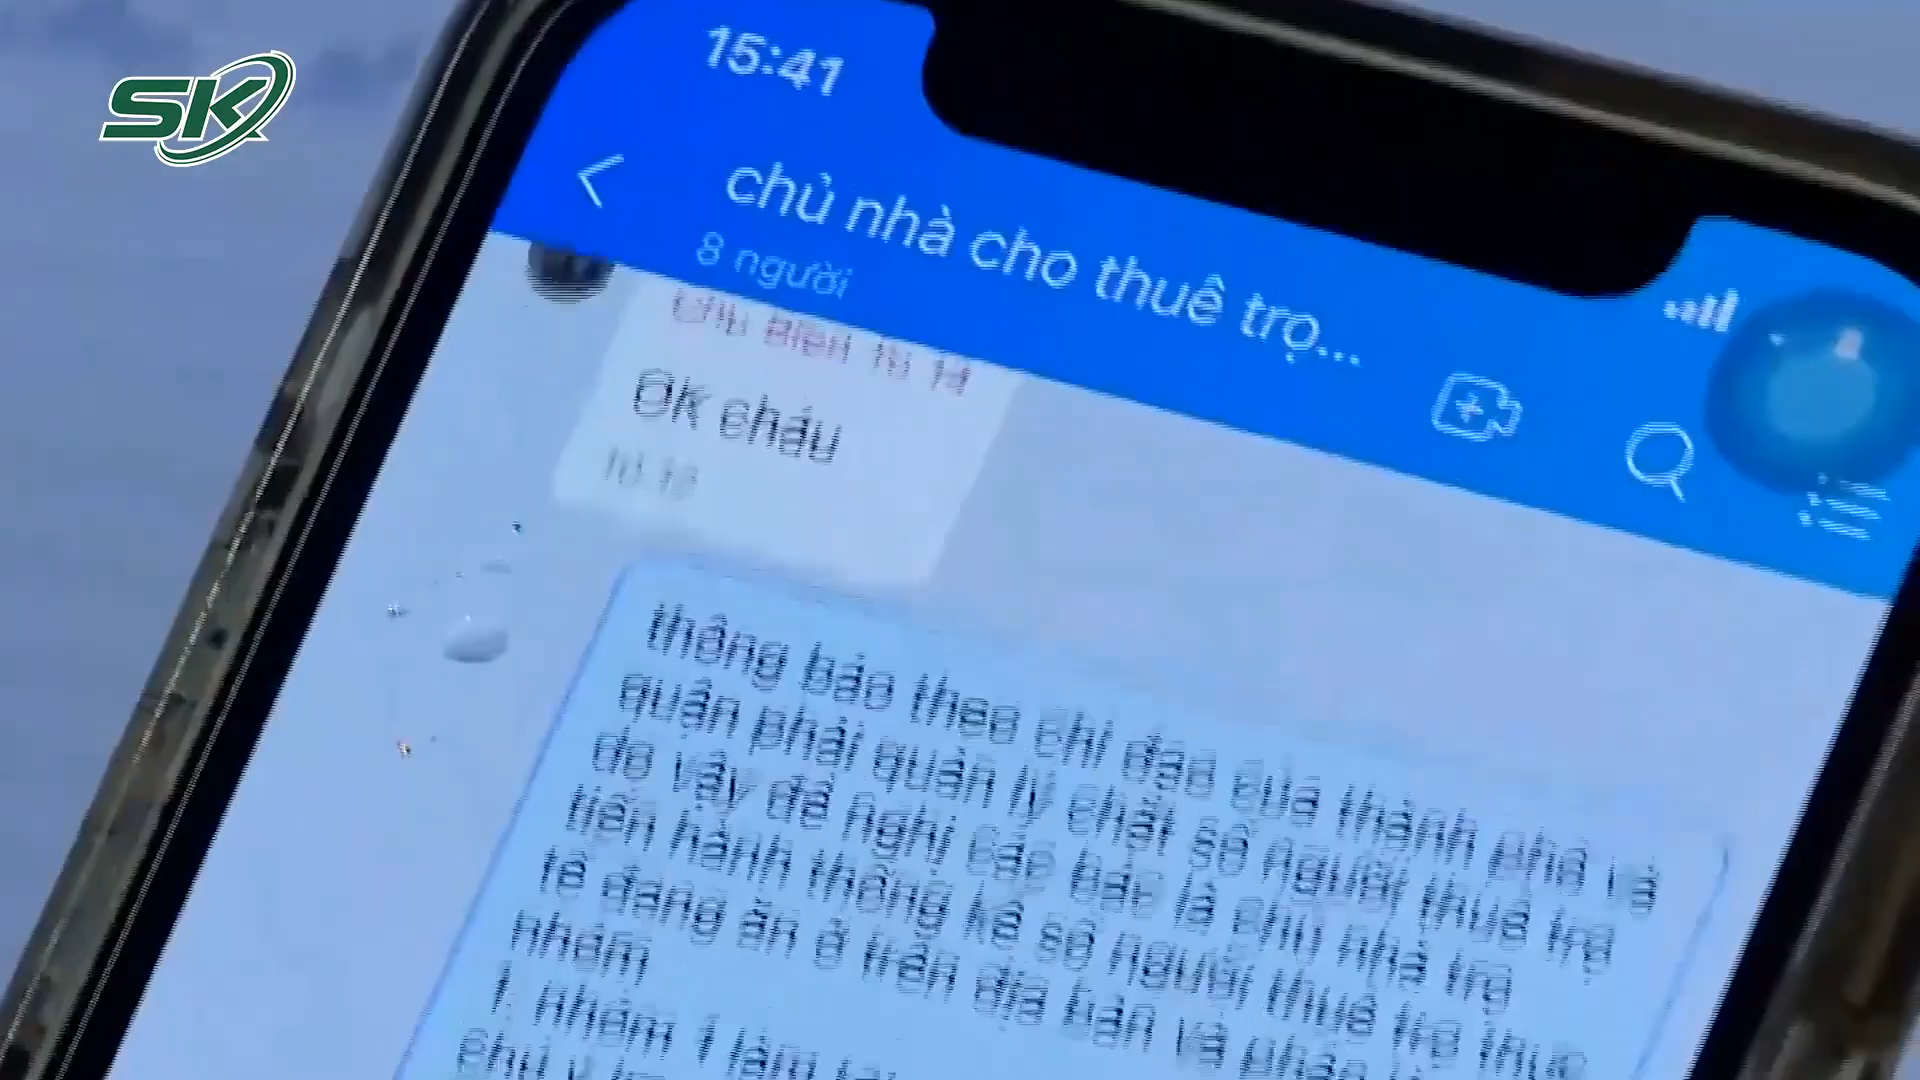 SK
15:41
chủ nhà cho thuê trọ...
8 người
OK cháu
thông báo theo chỉ đạo của thành phố và
quận phải quản lý chặt số người thuê trọ
do vậy đề nghị các bác là chủ nhà trọ
tiến hành thống kê số người thuê trọ thực
tế đang ăn ở trên địa bàn và phân
nhóm
1. nhóm 1 làm